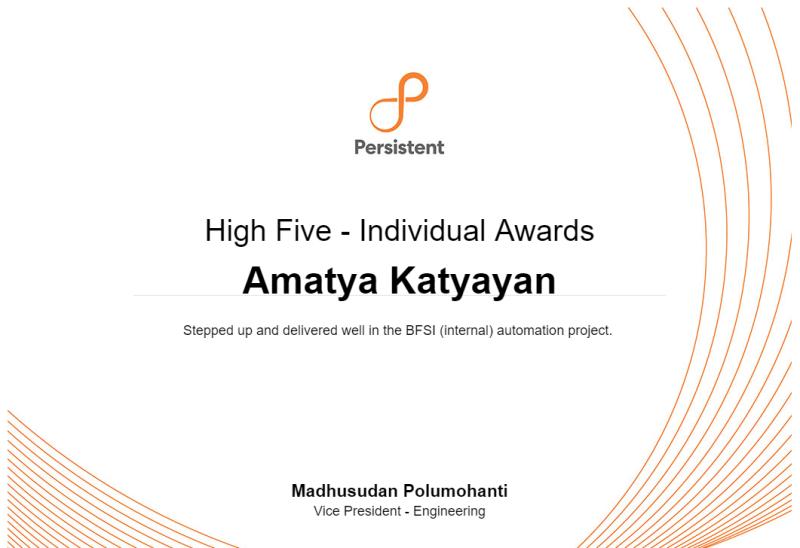 Persistent
High Five - Individual Awards
Amatya Katyayan
Stepped up and delivered well in the BFSI (internal) automation project.
Madhusudan Polumohanti
Vice President - Engineering